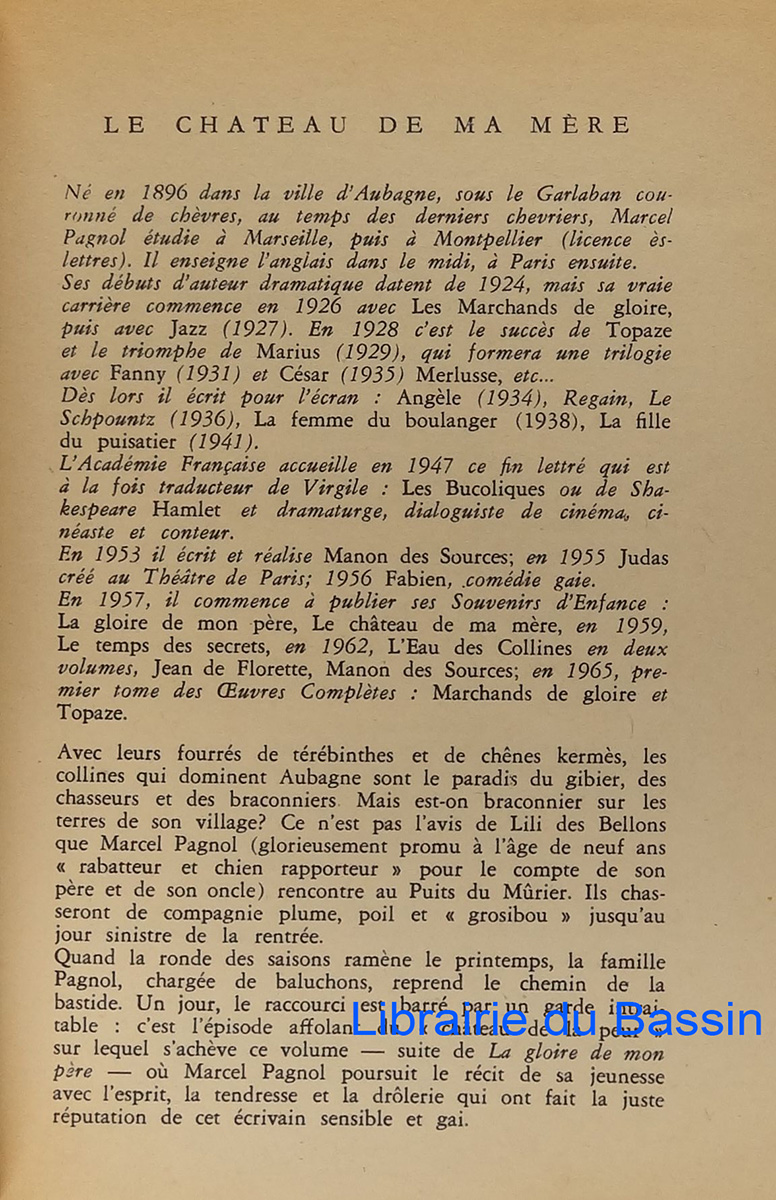 LE CHATEAU DE MA MÈRE
Né en 1896 dans la ville d'Aubagne, sous le Garlaban cou-
ronné de chèvres, au temps des derniers chevriers, Marcel
Pagnol étudie à Marseille, puis à Montpellier (licence ès-
lettres). Il enseigne l'anglais dans le midi, à Paris ensuite.
Ses débuts d'auteur dramatique datent de 1924, mais sa vraie
carrière commence en 1926 avec Les Marchands de gloire,
puis avec Jazz (1927). En 1928 c'est le succès de Topaze
et le triomphe de Marius (1929), qui formera une trilogie
avec Fanny (1931) et César (1935) Merlusse, etc...
Dès lors il écrit pour l'écran : Angèle (1934), Regain, Le
Schpountz (1936), La femme du boulanger (1938), La fille
du puisatier (1941).
L'Académie Française accueille en 1947 ce fin lettré qui est
à la fois traducteur de Virgile : Les Bucoliques ou de Sha-
kespeare Hamlet et dramaturge, dialoguiste de cinéma, ci-
néaste et conteur.
En 1953 il écrit et réalise Manon des Sources; en 1955 Judas
créé au Théâtre de Paris; 1956 Fabien, .comédie gaie.
En 1957, il commence à publier ses Souvenirs d'Enfance :
La gloire de mon père, Le château de ma mère, en 1959,
Le temps des secrets, en 1962, L'Eau des Collines en deux
volumes, Jean de Florette, Manon des Sources; en 1965, pre-
mier tome des Œuvres Complètes : Marchands de gloire et
Topaze.
Avec leurs fourrés de térébinthes et de chênes kermès, les
collines qui dominent Aubagne sont le paradis du gibier, des
chasseurs et des braconniers. Mais est-on braconnier sur les
terres de son village? Ce n'est pas l'avis de Lili des Bellons
que Marcel Pagnol (glorieusement promu à l'âge de neuf ans
« rabatteur et chien rapporteur » pour le compte de son
père et de son oncle) rencontre au Puits du Mûrier. Ils chas-
seront de compagnie plume, poil et « grosibou » jusqu'au
jour sinistre de la rentrée.
Quand la ronde des saisons ramène le printemps, la famille
Pagnol, chargée de baluchons, reprend le chemin de la
bastide. Un jour, le raccourci est barré par un garde intrai-
table : c'est l'épisode affolant du « château de la peur »
sur lequel s'achève ce volume — suite de La gloire de mon
père — où Marcel Pagnol poursuit le récit de sa jeunesse
avec l'esprit, la tendresse et la drôlerie qui ont fait la juste
réputation de cet écrivain sensible et gai.
Librairie du Bassin